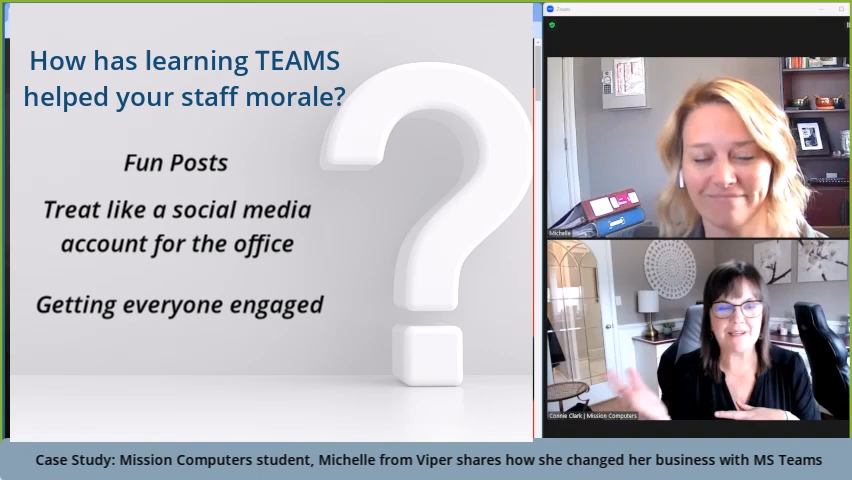 How has learning TEAMS
helped your staff morale?
Fun Posts
Treat like a social media
account for the office
Getting everyone engaged
Zoom
Michelle
Connie Clark | Mission Computers
Case Study: Mission Computers student, Michelle from Viper shares how she changed her business with MS Teams